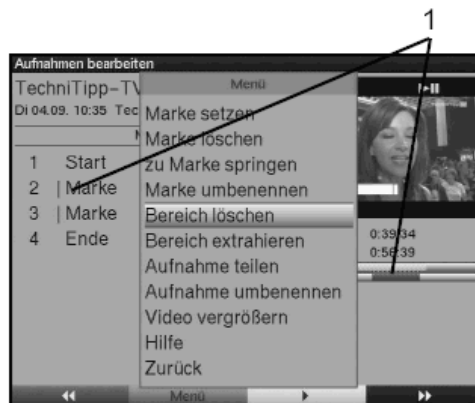 1
Aufnahmen bearbeiten
TechniTipp-TV
Di 04.09. 10:35 Tec
Menü
Marke setzen
Marke löschen
zu Marke springen
Marke umbenennen
Bereich löschen
Bereich extrahieren
Aufnahme teilen
Aufnahme umbenennen
Video vergrößern
Hilfe
Zurück
1 Start
2 | Marke
3 | Marke
4 Ende
0:39:34
0:56:39
Menü